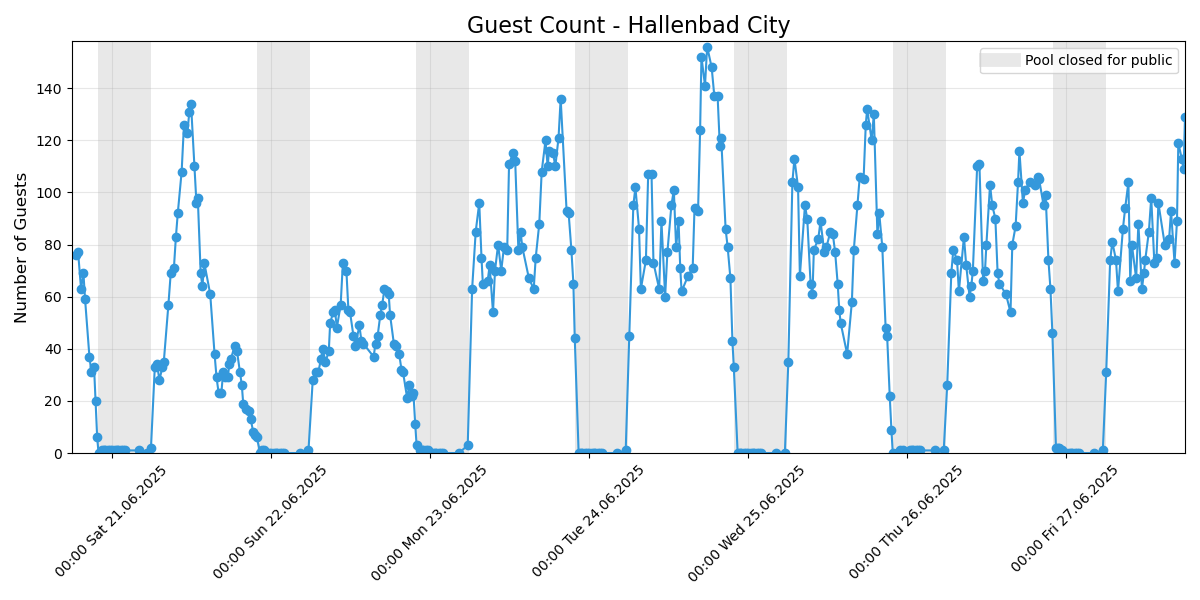 Guest Count - Hallenbad City
Pool closed for public
Number of Guests
140
120
100
80
60
40
20
0
00:00 Sat 21.06.2025
00:00 Sun 22.06.2025
00:00 Mon 23.06.2025
00:00 Tue 24.06.2025
00:00 Wed 25.06.2025
00:00 Thu 26.06.2025
00:00 Fri 27.06.2025